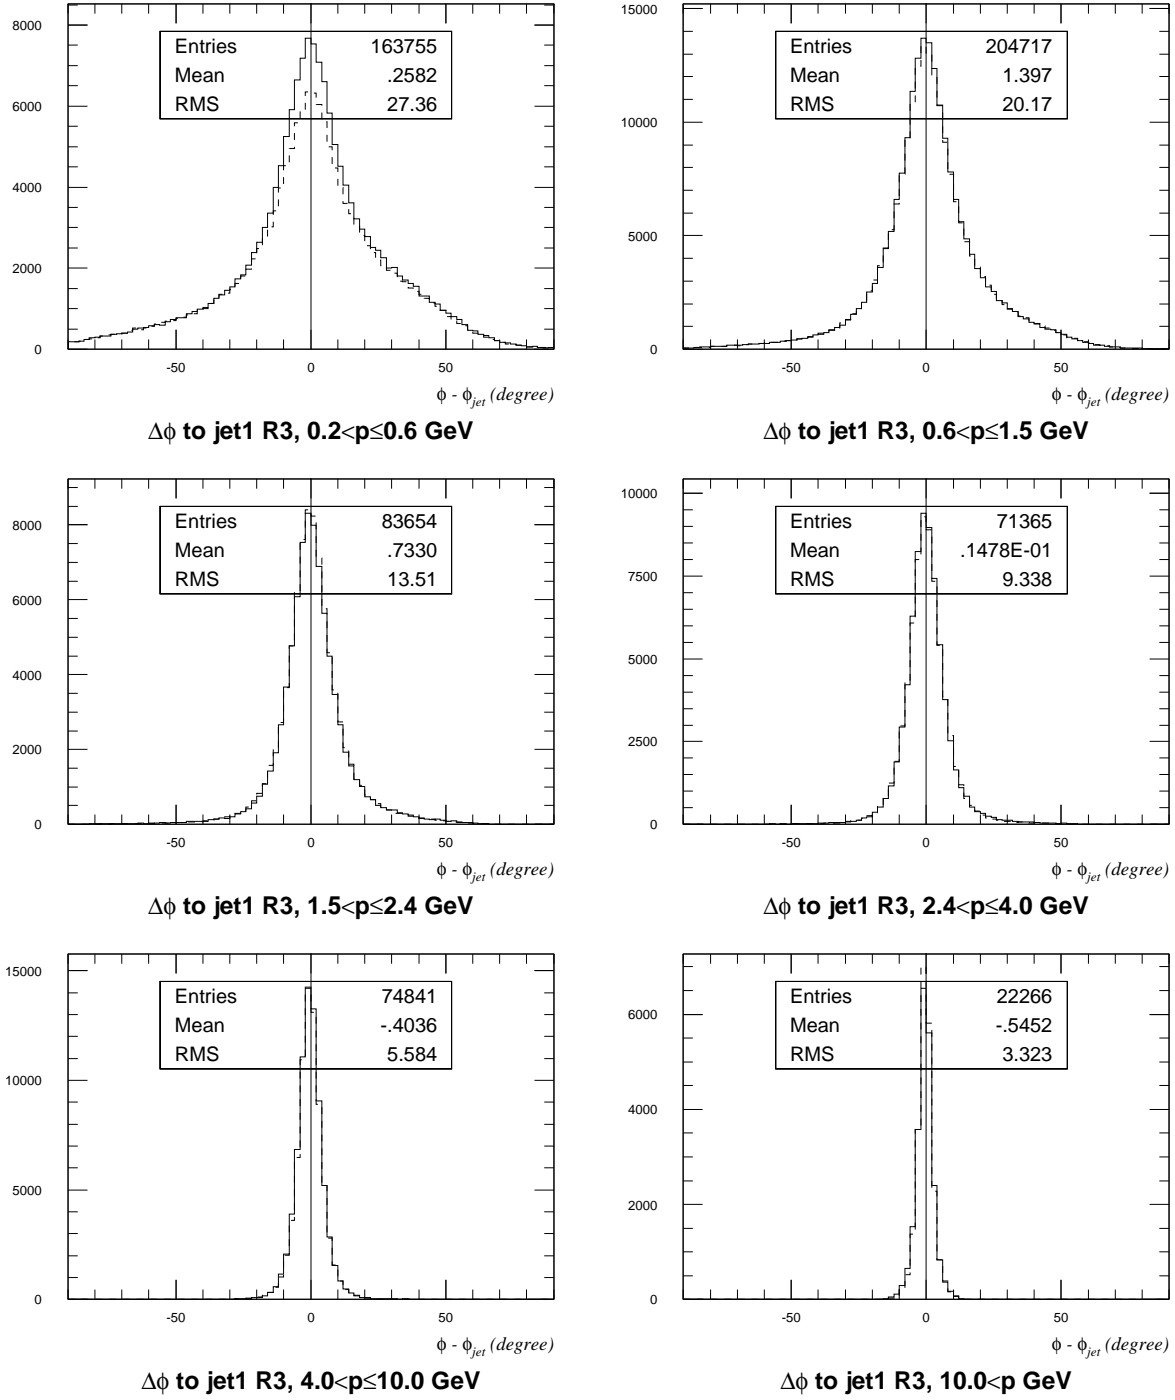 8000
6000
4000
2000
0
Entries 163755
Mean .2582
RMS 27.36
-50 0 50
ϕ - ϕjet (degree)
Δϕ to jet1 R3, 0.2<p≤0.6 GeV
15000
10000
5000
0
Entries 204717
Mean 1.397
RMS 20.17
-50 0 50
ϕ - ϕjet (degree)
Δϕ to jet1 R3, 0.6<p≤1.5 GeV
8000
6000
4000
2000
0
Entries 83654
Mean .7330
RMS 13.51
-50 0 50
ϕ - ϕjet (degree)
Δϕ to jet1 R3, 1.5<p≤2.4 GeV
10000
7500
5000
2500
0
Entries 71365
Mean .1478E-01
RMS 9.338
-50 0 50
ϕ - ϕjet (degree)
Δϕ to jet1 R3, 2.4<p≤4.0 GeV
15000
10000
5000
0
Entries 74841
Mean -.4036
RMS 5.584
-50 0 50
ϕ - ϕjet (degree)
Δϕ to jet1 R3, 4.0<p≤10.0 GeV
6000
4000
2000
0
Entries 22266
Mean -.5452
RMS 3.323
-50 0 50
ϕ - ϕjet (degree)
Δϕ to jet1 R3, 10.0<p GeV